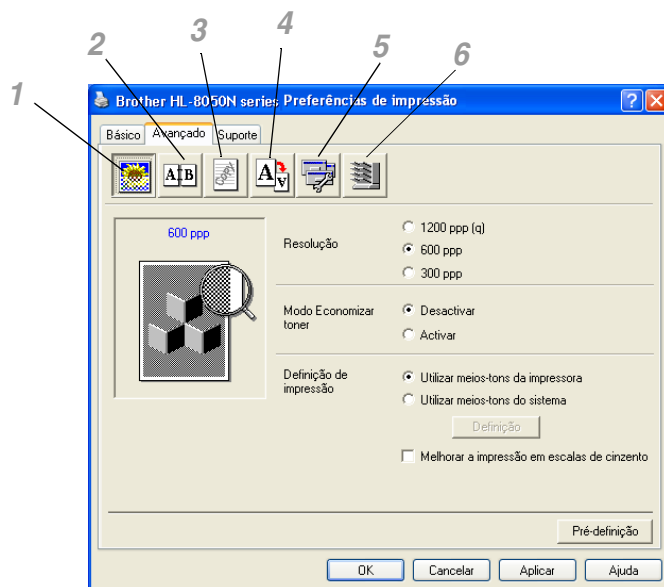 1 2 3 4 5 6
Brother HL-8050N series Preferências de impressão
Básico Avançado Suporte
A B A A
600 ppp
Resolução
1200 ppp (q)
600 ppp
300 ppp
Modo Economizar
toner
Desactivar
Activar
Definição de
impressão
Utilizar meios-tons da impressora
Utilizar meios-tons do sistema
Definição
Melhorar a impressão em escalas de cinzento
Pré-definição
OK Cancelar Aplicar Ajuda